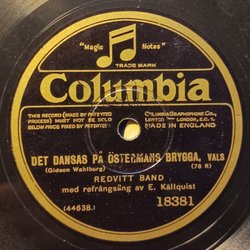 "Magic Notes"
TRADE MARK
Columbia
THIS RECORD (MADE BY PATENTED
PROCESS) MUST NOT BE SOLD
BELOW PRICE FIXED BY PATENTEES.
COLUMBIA GRAPHOPHONE CO.,
LIMITED LONDON, E.C. 1.
MADE IN ENGLAND
DET DANSAS PÅ ÖSTERMANS BRYGGA, VALS
(Gideon Wahlberg) (78 R)
REDVITT BAND
med refrängsång av E. Källquist
18381
(44638.)